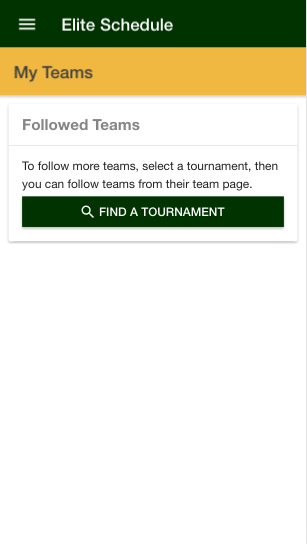 Elite Schedule
My Teams
Followed Teams
To follow more teams, select a tournament, then
you can follow teams from their team page.
FIND A TOURNAMENT